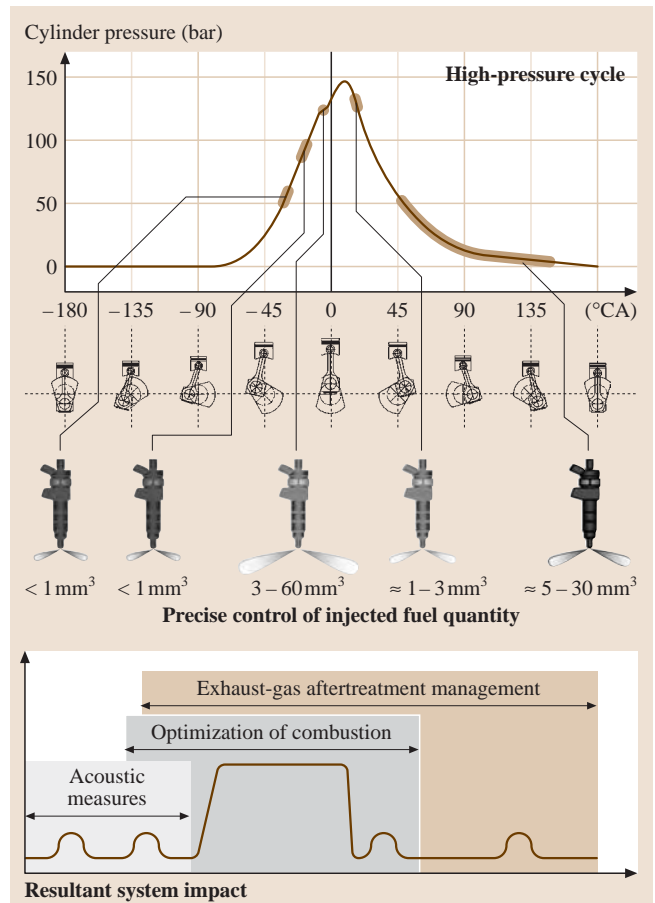 Cylinder pressure (bar)
High-pressure cycle
150
100
50
0
−180 −135 −90 −45 0 45 90 135 (°CA)
< 1 mm³ < 1 mm³ 3 – 60 mm³ ≈ 1 – 3 mm³ ≈ 5 – 30 mm³
Precise control of injected fuel quantity
Exhaust-gas aftertreatment management
Optimization of combustion
Acoustic
measures
Resultant system impact